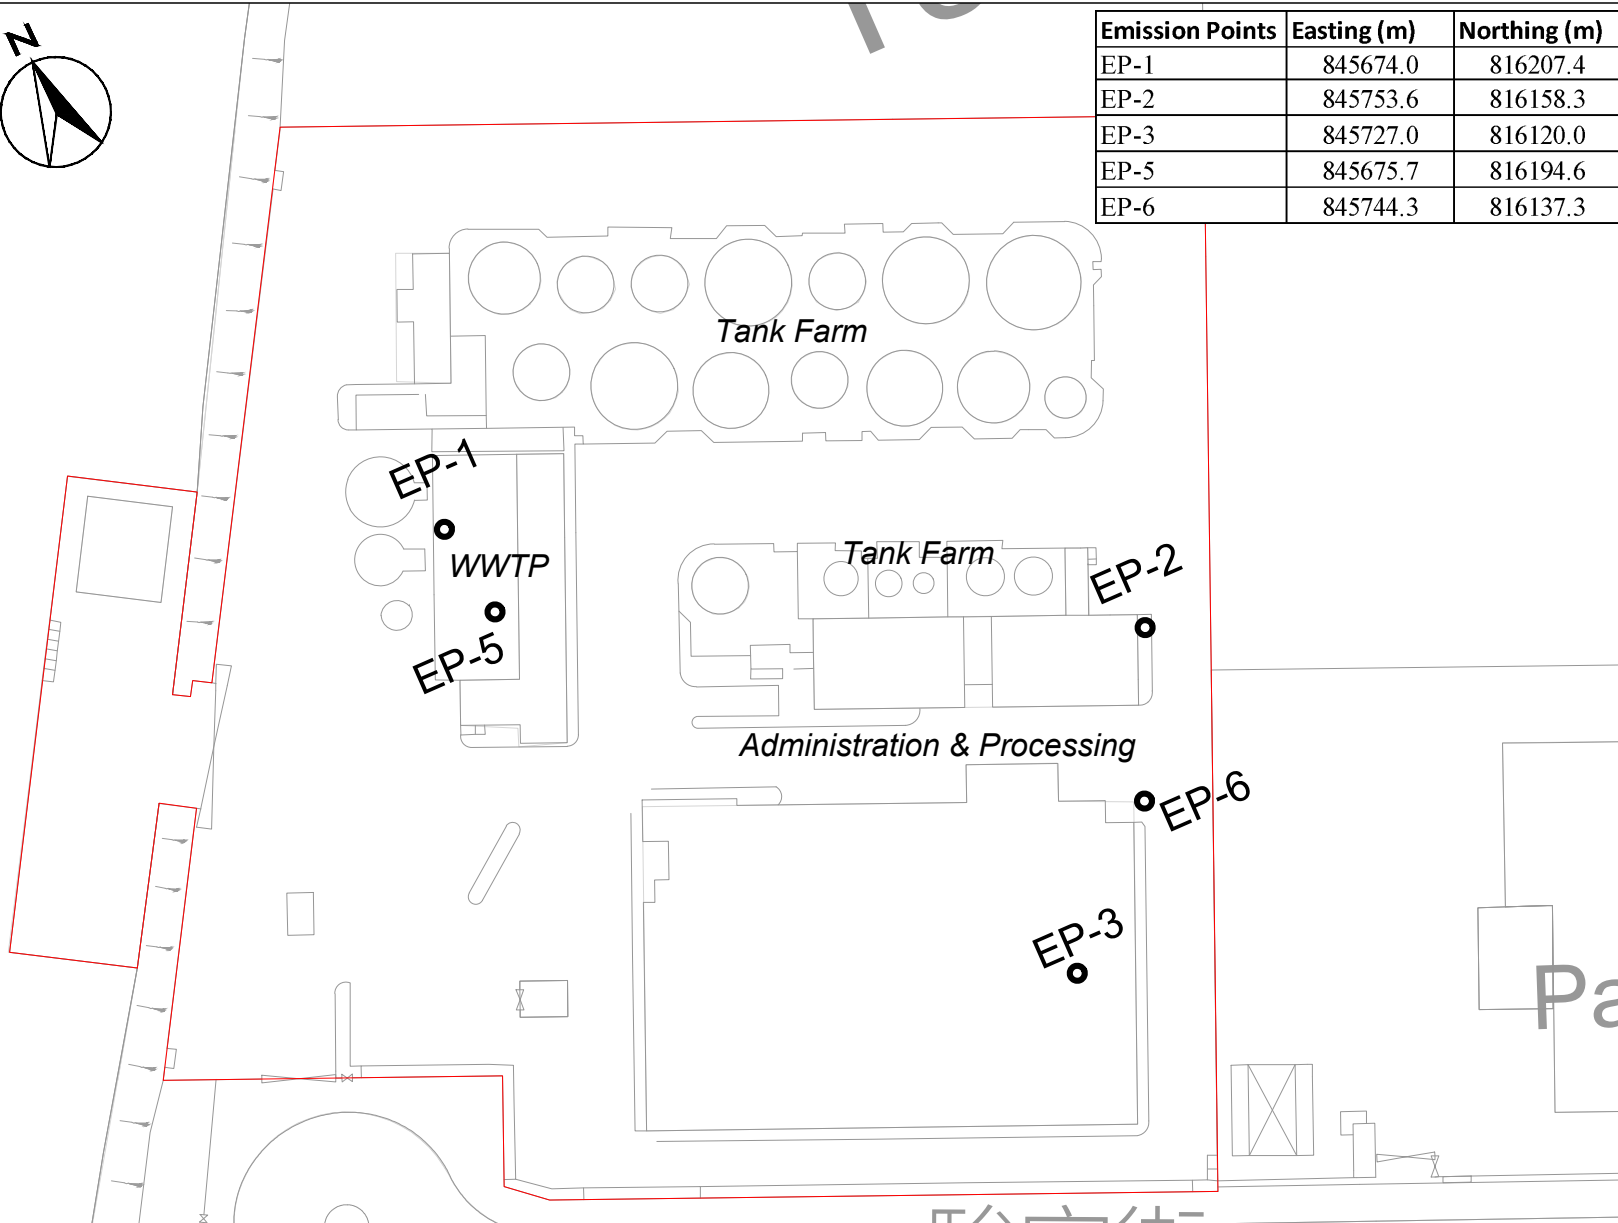 N
Emission Points Easting (m) Northing (m)
EP-1 845674.0 816207.4
EP-2 845753.6 816158.3
EP-3 845727.0 816120.0
EP-5 845675.7 816194.6
EP-6 845744.3 816137.3
Tank Farm
EP-1
WWTP
EP-5
Tank Farm
EP-2
Administration & Processing
EP-6
EP-3
Pa